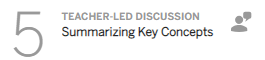 5
TEACHER-LED DISCUSSION
Summarizing Key Concepts